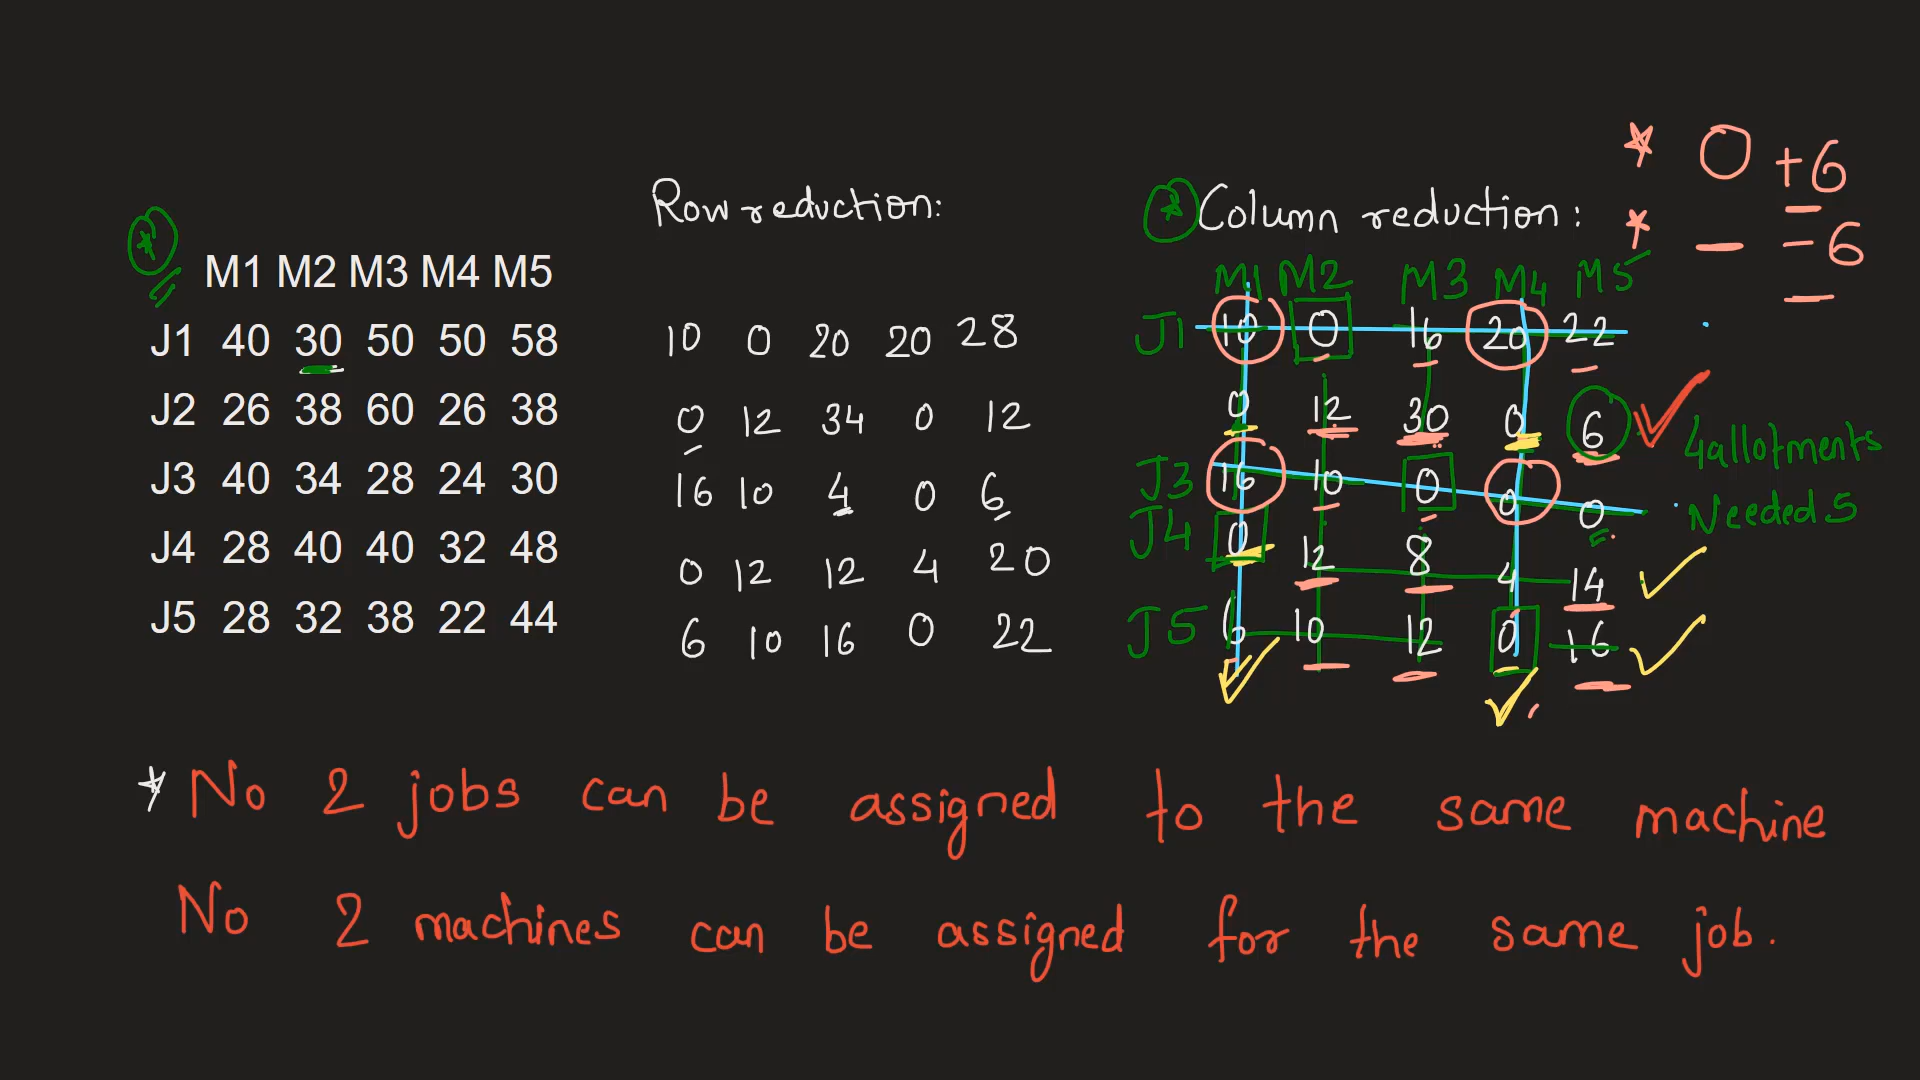 M1 M2 M3 M4 M5
J1 40 30 50 50 58
J2 26 38 60 26 38
J3 40 34 28 24 30
J4 28 40 40 32 48
J5 28 32 38 22 44
Row reduction:
10 0 20 20 28
0 12 34 0 12
16 10 4 0 6
0 12 12 4 20
6 10 16 0 22
Column reduction:
M1 M2 M3 M4 M5
J1 10 0 16 20 22
0 12 30 0 6
J3 16 10 0 0 0
J4 0 12 8 4 14
J5 6 10 12 0 16
* 0 +6
* — -6
4 allotments
Needed 5
* No 2 jobs can be assigned to the same machine
No 2 machines can be assigned for the same job.